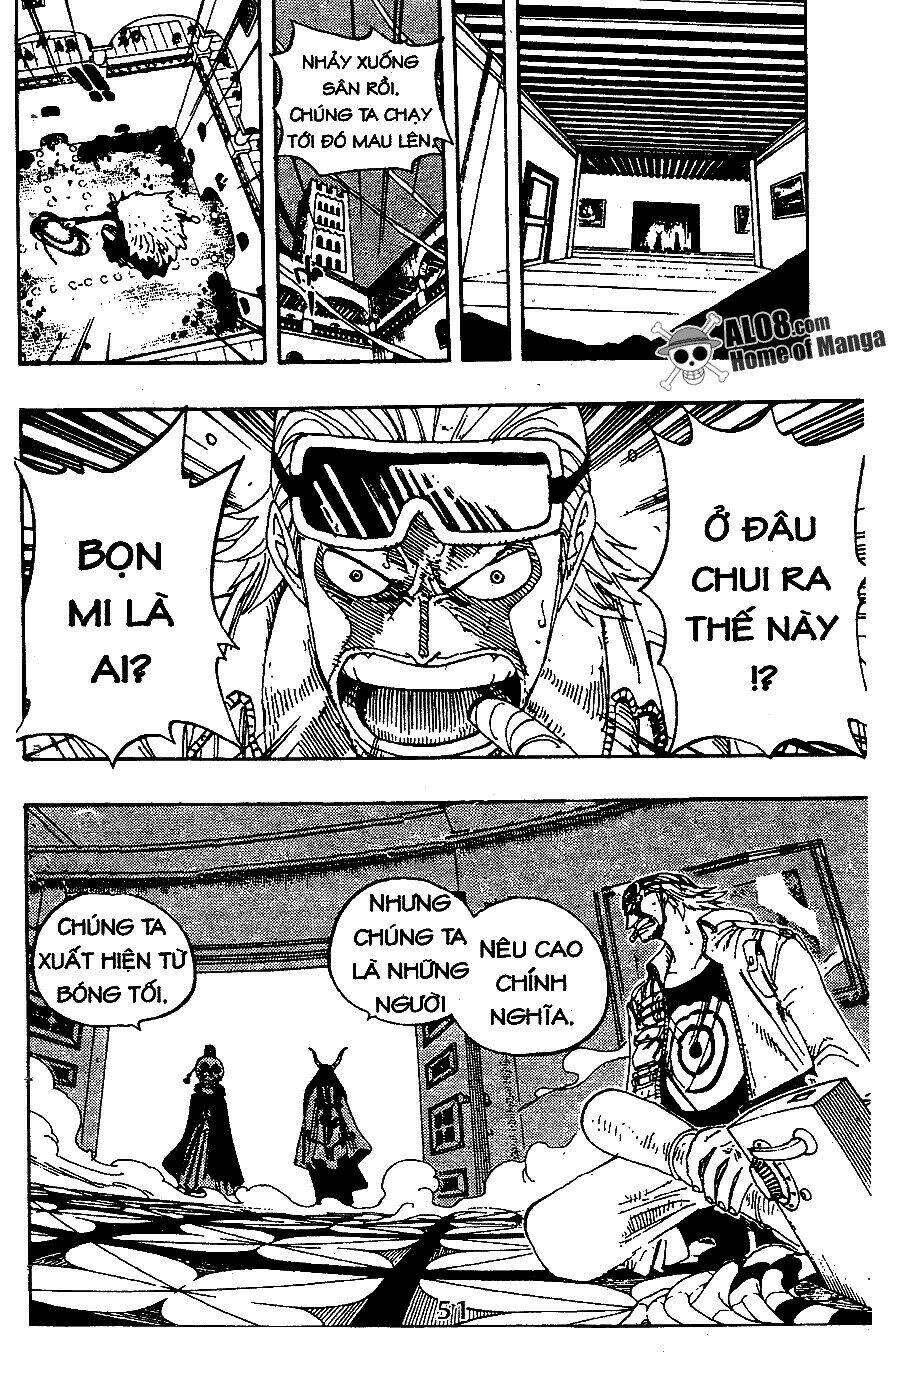 NHẢY XUỐNG
SÂN RỒI.
CHÚNG TA CHẠY
TỚI ĐÓ MAU LÊN.
ALO8.com
Home of Manga
BỌN
MI LÀ
AI?
Ở ĐÂU
CHUI RA
THẾ NÀY
!?
CHÚNG TA
XUẤT HIỆN TỪ
BÓNG TỐI.
NHƯNG
CHÚNG TA
LÀ NHỮNG
NGƯỜI
NÊU CAO
CHÍNH
NGHĨA.
51